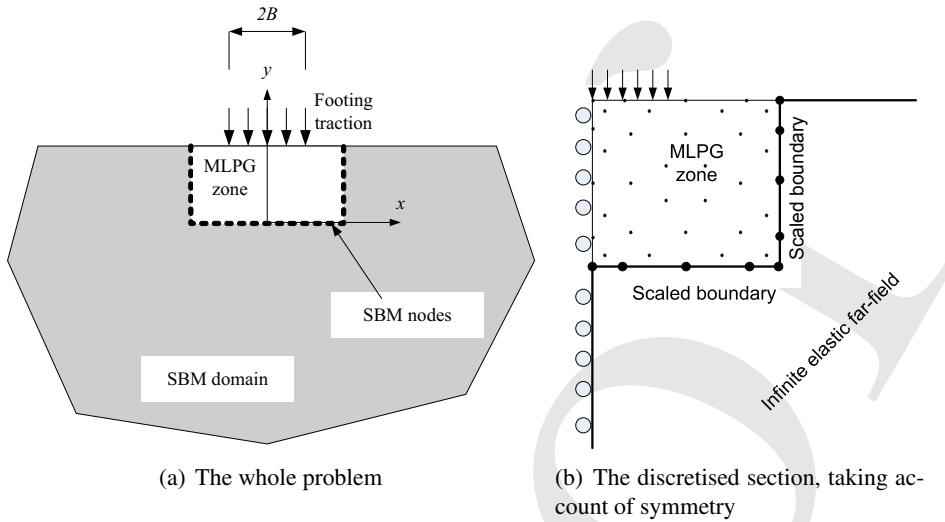 2B
y
Footing
traction
MLPG
zone
x
SBM nodes
SBM domain
(a) The whole problem
MLPG
zone
Scaled boundary
Scaled boundary
Infinite elastic far-field
(b) The discretised section, taking ac-
count of symmetry